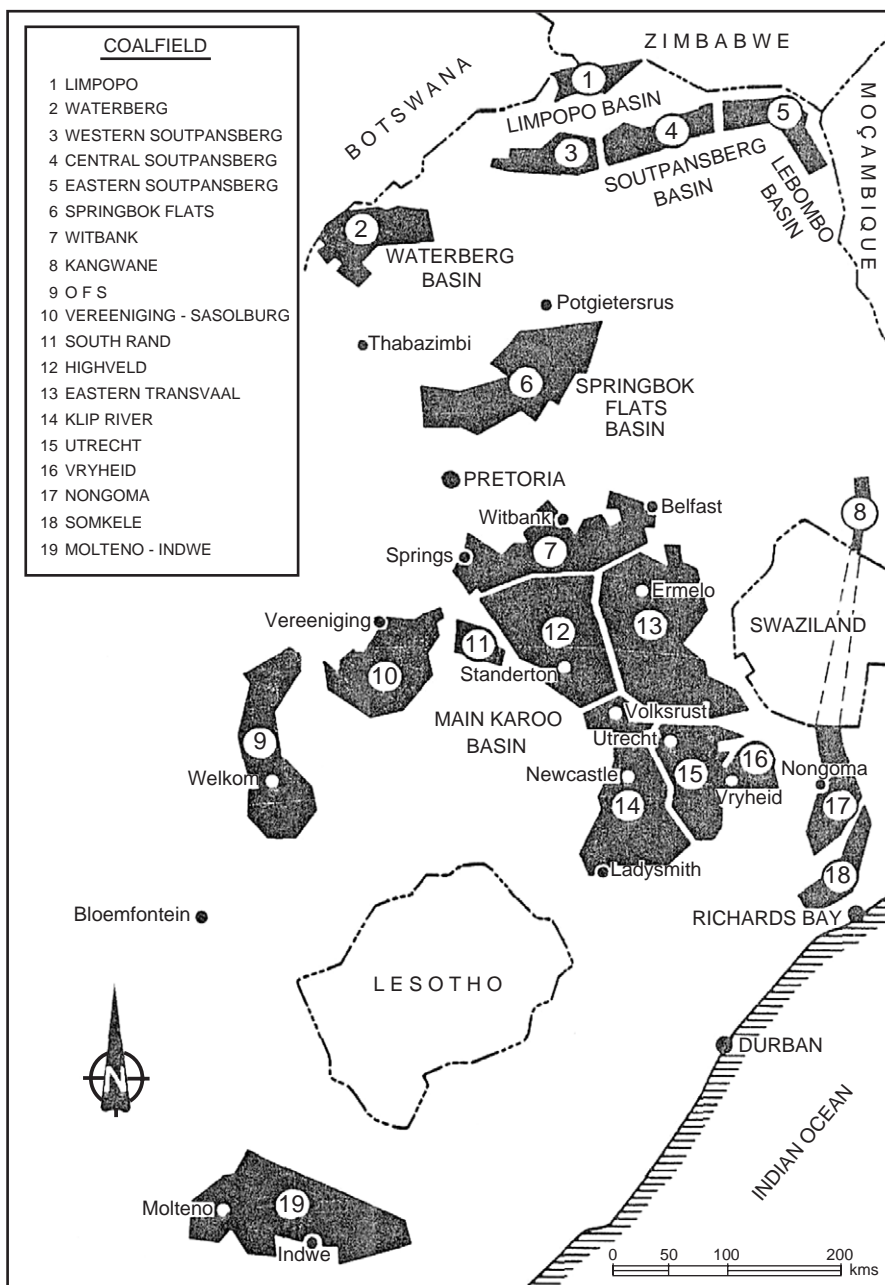 COALFIELD
1 LIMPOPO
2 WATERBERG
3 WESTERN SOUTPANSBERG
4 CENTRAL SOUTPANSBERG
5 EASTERN SOUTPANSBERG
6 SPRINGBOK FLATS
7 WITBANK
8 KANGWANE
9 O F S
10 VEREENIGING - SASOLBURG
11 SOUTH RAND
12 HIGHVELD
13 EASTERN TRANSVAAL
14 KLIP RIVER
15 UTRECHT
16 VRYHEID
17 NONGOMA
18 SOMKELE
19 MOLTENO - INDWE
ZIMBABWE
BOTSWANA
MOÇAMBIQUE
1
LIMPOPO BASIN
5
4
3
SOUTPANSBERG
BASIN
LEBOMBO
BASIN
2
WATERBERG
BASIN
Potgietersrus
Thabazimbi
6
SPRINGBOK
FLATS
BASIN
PRETORIA
Belfast
Witbank
8
7
Springs
Ermelo
Vereeniging
SWAZILAND
12
13
11
Standerton
10
Volksrust
MAIN KAROO
BASIN
Utrecht
9
16
Newcastle
15
Nongoma
Welkom
Vryheid
14
17
Ladysmith
18
Bloemfontein
RICHARDS BAY
LESOTHO
DURBAN
N
INDIAN OCEAN
Molteno
19
Indwe
0 50 100 200
kms